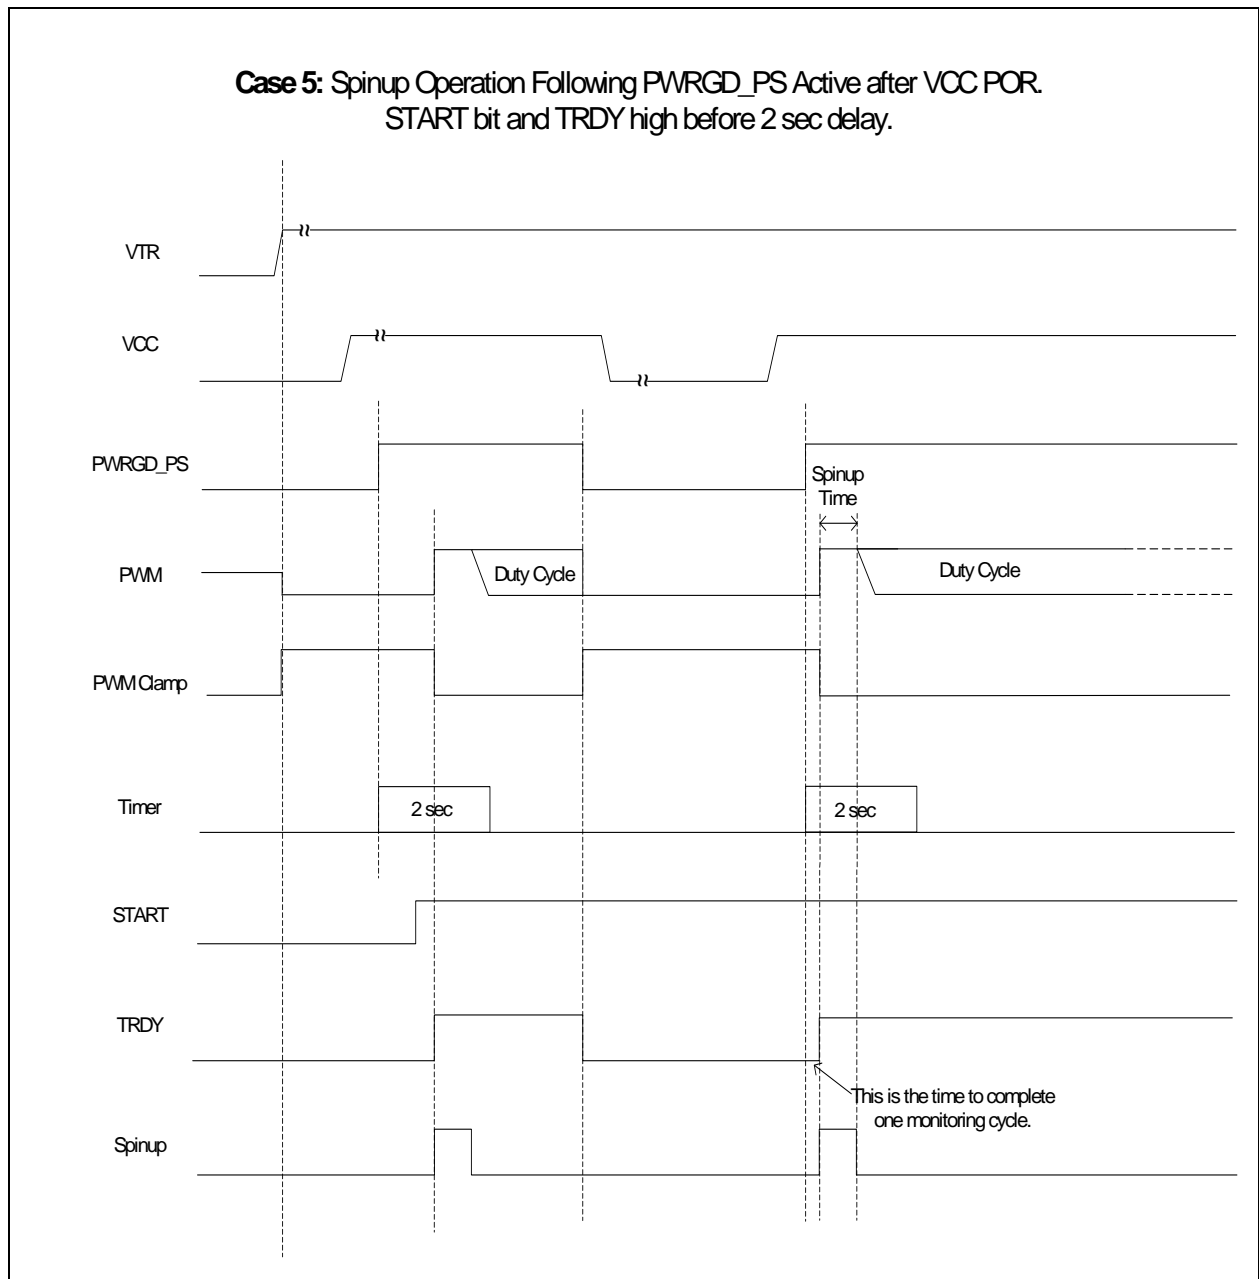 Case 5: Spinup Operation Following PWRGD_PS Active after VCC POR.
START bit and TRDY high before 2 sec delay.
VTR
VCC
PWRGD_PS
Spinup
Time
PWM
Duty Cycle
Duty Cycle
PWM Clamp
Timer
2 sec
2 sec
START
TRDY
This is the time to complete
one monitoring cycle.
Spinup